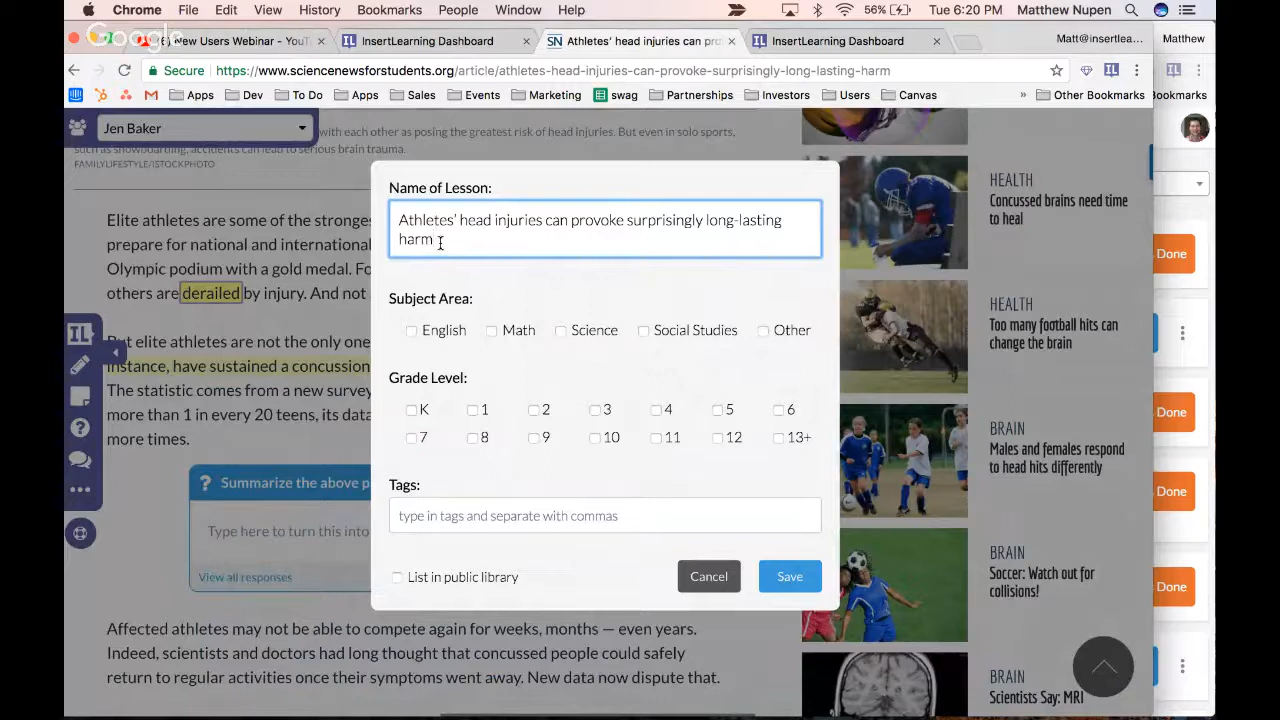 Chrome File Edit View History Bookmarks People Window Help 56% Tue 6:20 PM Matthew Nupen
Google
New Users Webinar - YouT × InsertLearning Dashboard × SN Athletes' head injuries can pro × InsertLearning Dashboard × Matt@insertlea... Matthew
Secure https://www.sciencenewsforstudents.org/article/athletes-head-injuries-can-provoke-surprisingly-long-lasting-harm
Apps Dev To Do Apps Sales Events Marketing swag Partnerships Investors Users Canvas » Other Bookmarks Bookmarks
Jen Baker
with each other as posing the greatest risk of head injuries. But even in solo sports,
such as snowboarding, accidents can lead to serious brain trauma.
FAMILYLIFESTYLE/ISTOCKPHOTO
Elite athletes are some of the stronges
prepare for national and international
Olympic podium with a gold medal. Fo
others are derailed by injury. And not
But elite athletes are not the only one
instance, have sustained a concussion
The statistic comes from a new survey
more than 1 in every 20 teens, its data
more times.
? Summarize the above p
Type here to turn this into
View all responses
Affected athletes may not be able to compete again for weeks, months — even years.
Indeed, scientists and doctors had long thought that concussed people could safely
return to regular activities once their symptoms went away. New data now dispute that.
IL
Name of Lesson:
Athletes' head injuries can provoke surprisingly long-lasting
harm
Subject Area:
English Math Science Social Studies Other
Grade Level:
K 1 2 3 4 5 6
7 8 9 10 11 12 13+
Tags:
type in tags and separate with commas
List in public library Cancel Save
HEALTH
Concussed brains need time
to heal
HEALTH
Too many football hits can
change the brain
BRAIN
Males and females respond
to head hits differently
BRAIN
Soccer: Watch out for
collisions!
BRAIN
Scientists Say: MRI
Done
Done
Done
Done